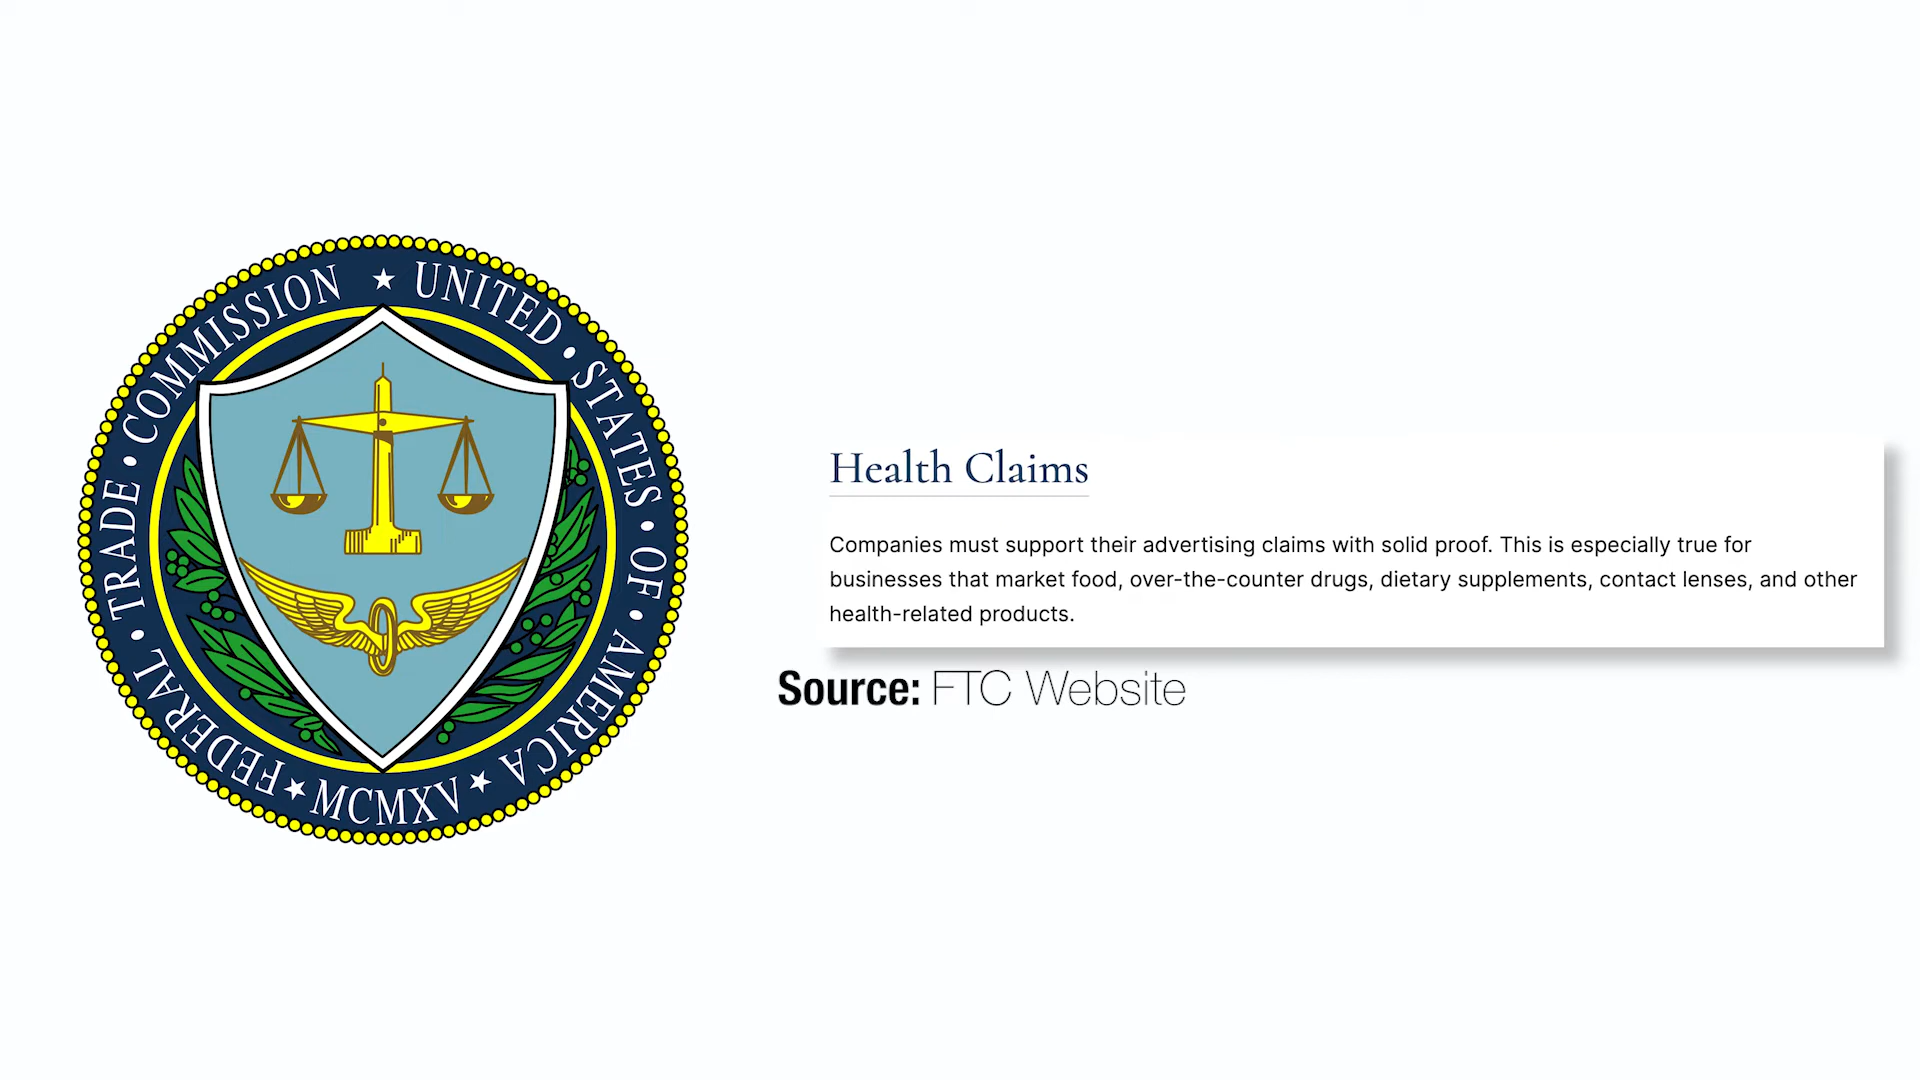 FEDERAL • TRADE • COMMISSION ★ UNITED • STATES • OF • AMERICA ★ MCMXV ★
Health Claims
Companies must support their advertising claims with solid proof. This is especially true for
businesses that market food, over-the-counter drugs, dietary supplements, contact lenses, and other
health-related products.
Source: FTC Website